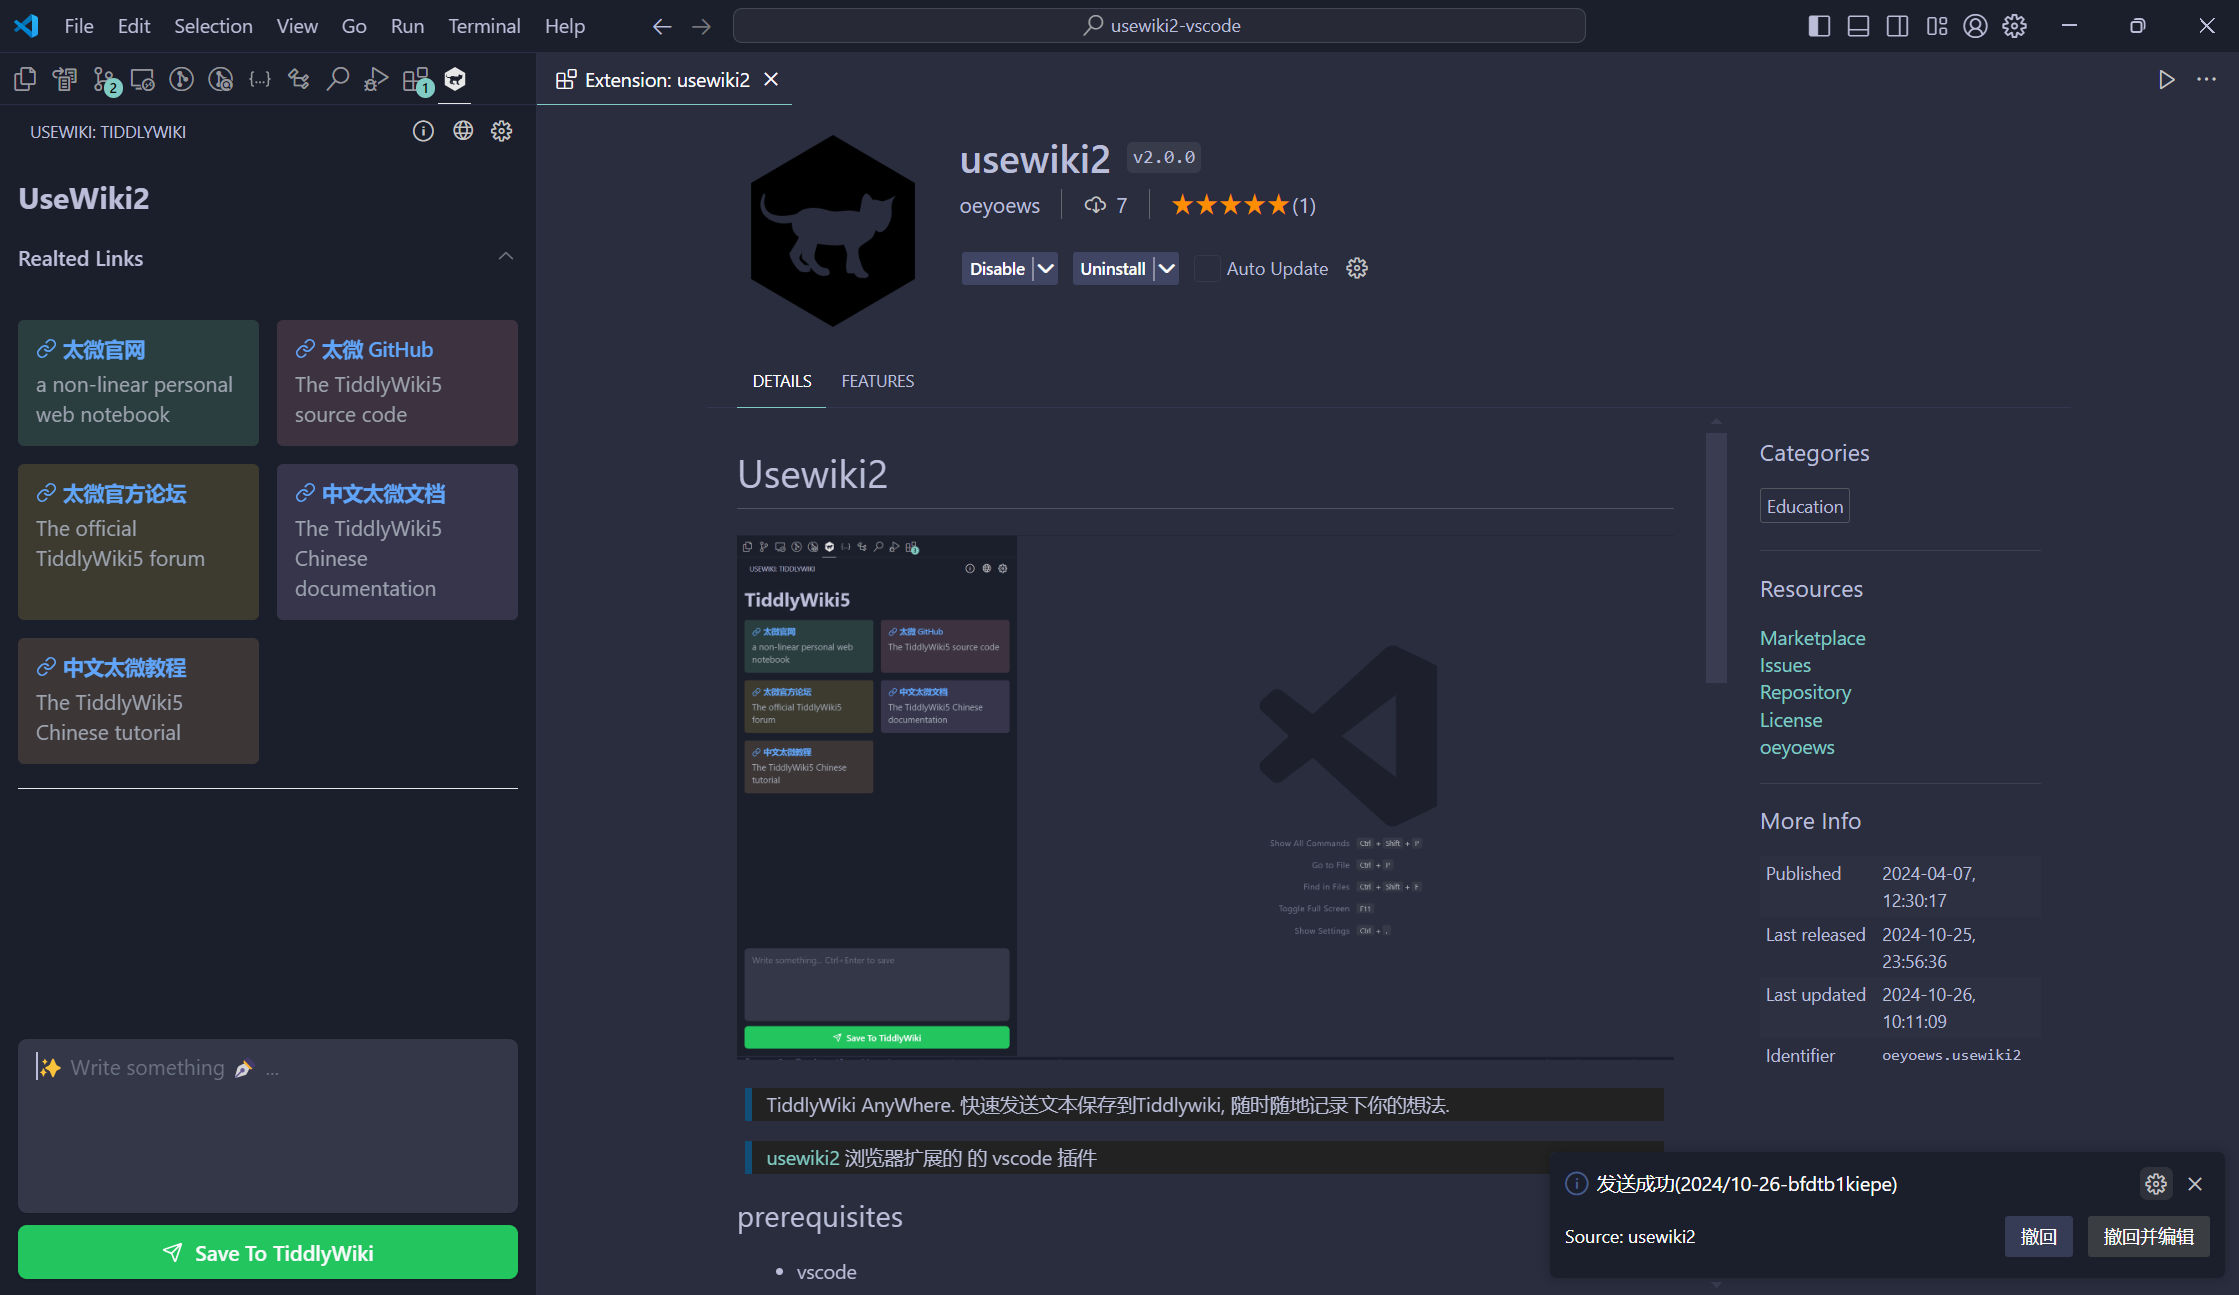 File Edit Selection View Go Run Terminal Help
usewiki2-vscode
2
1
USEWIKI: TIDDLYWIKI
UseWiki2
Realted Links
太微官网
a non-linear personal
web notebook
太微 GitHub
The TiddlyWiki5
source code
太微官方论坛
The official
TiddlyWiki5 forum
中文太微文档
The TiddlyWiki5
Chinese
documentation
中文太微教程
The TiddlyWiki5
Chinese tutorial
✨ Write something 🎉 ...
Save To TiddlyWiki
Extension: usewiki2
usewiki2 v2.0.0
oeyoews 7 ★★★★★(1)
Disable Uninstall Auto Update
DETAILS FEATURES
Usewiki2
USEWIKI: TIDDLYWIKI
TiddlyWiki5
太微官网
a non-linear personal web
notebook
太微 GitHub
The TiddlyWiki5 source code
太微官方论坛
The official TiddlyWiki5
forum
中文太微文档
The TiddlyWiki5 Chinese
documentation
中文太微教程
The TiddlyWiki5 Chinese
tutorial
Write something... Ctrl+Enter to save
Save To TiddlyWiki
Show All Commands Ctrl + Shift + P
Go to File Ctrl + P
Find in Files Ctrl + Shift + F
Toggle Full Screen F11
Show Settings Ctrl + ,
TiddlyWiki AnyWhere. 快速发送文本保存到Tiddlywiki, 随时随地记录下你的想法.
usewiki2 浏览器扩展的 的 vscode 插件
prerequisites
• vscode
Categories
Education
Resources
Marketplace
Issues
Repository
License
oeyoews
More Info
Published 2024-04-07,
12:30:17
Last released 2024-10-25,
23:56:36
Last updated 2024-10-26,
10:11:09
Identifier oeyoews.usewiki2
发送成功(2024/10-26-bfdtb1kiepe)
Source: usewiki2
撤回 撤回并编辑